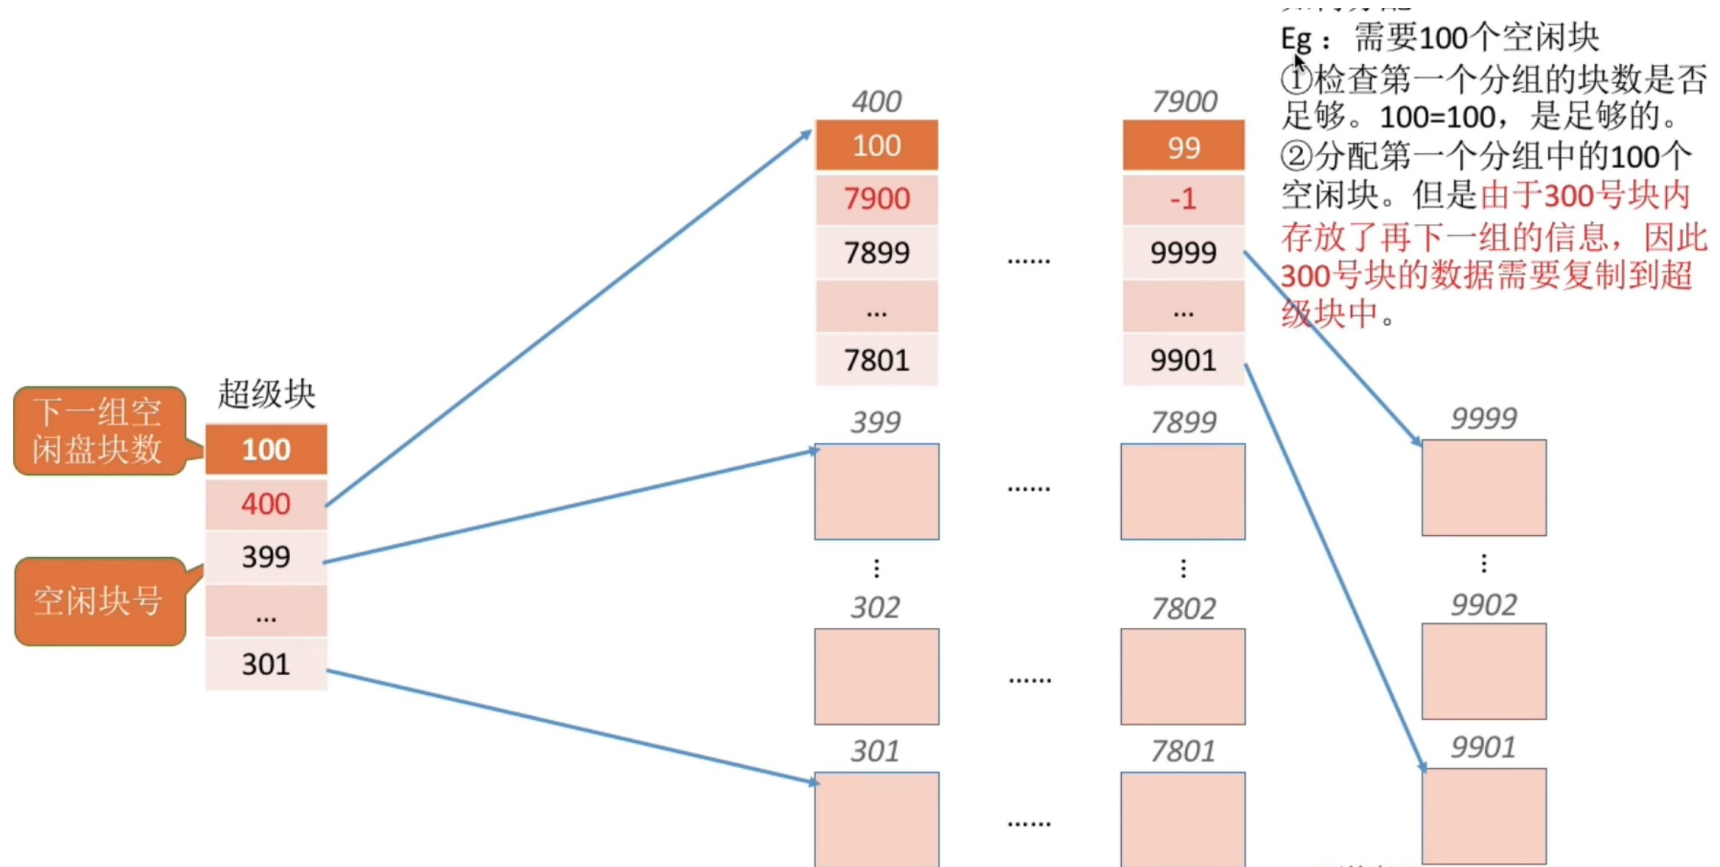 Eg： 需要100个空闲块
①检查第一个分组的块数是否
足够。100=100，是足够的。
②分配第一个分组中的100个
空闲块。但是由于300号块内
存放了再下一组的信息，因此
300号块的数据需要复制到超
级块中。
400
7900
100
99
7900
-1
7899
......
9999
...
...
7801
9901
超级块
下一组空
闲盘块数
100
400
399
空闲块号
...
301
399
7899
9999
......
⋮
⋮
⋮
302
7802
9902
......
301
7801
9901
......